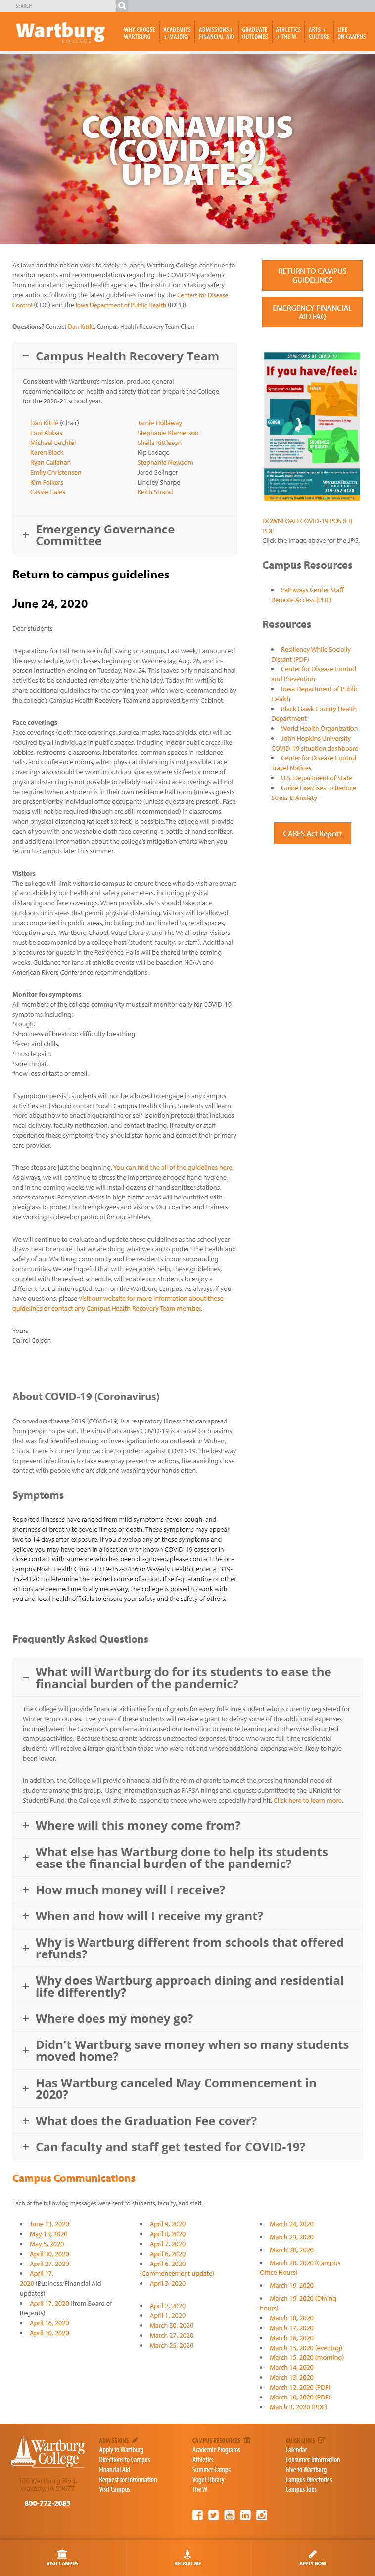 SEARCH
Wartburg
COLLEGE
WHY CHOOSE
WARTBURG
ACADEMICS
+ MAJORS
ADMISSIONS+
FINANCIAL AID
GRADUATE
OUTCOMES
ATHLETICS
+ THE W
ARTS +
CULTURE
LIFE
ON CAMPUS
CORONAVIRUS
(COVID-19)
UPDATES
As Iowa and the nation work to safely re-open, Wartburg College continues to
monitor reports and recommendations regarding the COVID-19 pandemic
from national and regional health agencies. The institution is taking safety
precautions, following the latest guidelines issued by the Centers for Disease
Control (CDC) and the Iowa Department of Public Health (IDPH).
Questions? Contact Dan Kittle, Campus Health Recovery Team Chair
Campus Health Recovery Team
Consistent with Wartburg's mission, produce general
recommendations on health and safety that can prepare the College
for the 2020-21 school year.
Dan Kittle (Chair)
Loni Abbas
Michael Bechtel
Karen Black
Ryan Callahan
Emily Christensen
Kim Folkers
Cassie Hales
Jamie Hollaway
Stephanie Klemetson
Sheila Kittleson
Kip Ladage
Stephanie Newsom
Jared Selinger
Lindley Sharpe
Keith Strand
Emergency Governance
Committee
Return to campus guidelines
June 24, 2020
Dear students,
Preparations for Fall Term are in full swing on campus. Last week, I announced
the new schedule, with classes beginning on Wednesday, Aug. 26, and in-
person instruction ending on Tuesday, Nov. 24. This leaves only finals and final
activities to be completed remotely after the holiday. Today, I'm writing to
share additional guidelines for the coming year, which were recommended by
the college's Campus Health Recovery Team and approved by my Cabinet.
Face coverings
Face coverings (cloth face coverings, surgical masks, face shields, etc.) will be
required by all individuals in public spaces, including indoor public areas like
lobbies, restrooms, classrooms, laboratories, common spaces in residence
halls, and conference rooms where physical distancing is not possible. Face
coverings also should be worn in outdoor spaces where six feet or more of
physical distancing is not possible to reliably maintain.Face coverings also are
required when an individual is in their office and has one or more guests
and/or is in the presence of others (unless guests are present). Face
masks will not be required (though are still recommended) in situations where
physical distancing (at least six feet) is possible.The college will provide each
of you with one washable cloth face covering, a bottle of hand sanitizer, and
additional information about the college's mitigation efforts when you
return to campus later this summer.
Visitors
The college will limit visitors to campus to ensure those who do visit are aware
of and abide by our health and safety parameters, including physical
distancing and face coverings. When possible, visits should take place
outdoors or in areas that permit physical distancing. Visitors will be allowed
unaccompanied in public areas, including, but not limited to, retail spaces,
reception areas, Wartburg Chapel, Vogel Library, and The W; all other visitors
must be accompanied by a college host (student, faculty, or staff). Additional
procedures for guests in the Residence Halls will be shared in the coming
weeks. Guidance for fans at athletic events will be based on NCAA and
American Rivers Conference recommendations.
Monitor for symptoms
All members of the college community must self-monitor daily for COVID-19
symptoms including:
*cough.
*shortness of breath or difficulty breathing.
*fever and chills.
*muscle pain.
*sore throat.
*new loss of taste or smell.
If symptoms persist, students will not be allowed to engage in any campus
activities and should contact Noah Campus Health Clinic. Students will learn
more about how to enact a quarantine or self-isolation protocol that includes
meal delivery, faculty notification, and contact tracing. If faculty or staff
experience these symptoms, they should stay home and contact their primary
care provider.
These steps are just the beginning. You can find the all of the guidelines here.
As always, we will continue to stress the importance of good hand hygiene,
and in the coming weeks we will install dozens of hand sanitizer stations
across campus. Reception desks in high-traffic areas will be outfitted with
plexiglass to protect both employees and visitors. Our coaches and trainers
are working to develop protocol for our athletes.
We will continue to evaluate and update these guidelines as the school year
draws near to ensure that we are doing what we can to protect the health and
safety of our Wartburg community and the residents in our surrounding
communities. We are hopeful that with everyone's help, these guidelines,
coupled with the revised schedule, will enable our students to enjoy a
different, but uninterrupted, term on the Wartburg campus. As always, if you
have questions, please visit our website for more information about these
guidelines or contact any Campus Health Recovery Team member.
Yours,
Darrel Colson
About COVID-19 (Coronavirus)
Coronavirus disease 2019 (COVID-19) is a respiratory illness that can spread
from person to person. The virus that causes COVID-19 is a novel coronavirus
that was first identified during an investigation into an outbreak in Wuhan,
China. There is currently no vaccine to protect against COVID-19. The best way
to prevent infection is to take everyday preventive actions, like avoiding close
contact with people who are sick and washing your hands often.
Symptoms
Reported illnesses have ranged from mild symptoms (fever, cough, and
shortness of breath) to severe illness or death. These symptoms may appear
two to 14 days after exposure. If you develop any of these symptoms and
believe you may have been in a location with known COVID-19 cases or in
close contact with someone who has been diagnosed, please contact the on-
campus Noah Health Clinic at 319-352-8436 or Waverly Health Center at 319-
352-4120 to determine the desired course of action. If self-quarantine or other
actions are deemed medically necessary, the college is poised to work with
you and local health officials to ensure your safety and the safety of others.
RETURN TO CAMPUS
GUIDELINES
EMERGENCY FINANCIAL
AID FAQ
SYMPTOMS OF COVID-19
If you have/feel:
FEVER
COUGH
SHORTNESS OF
BREATH
319-352-4120
DOWNLOAD COVID-19 POSTER
PDF
Click the image above for the JPG.
Campus Resources
Pathways Center Staff
Remote Access (PDF)
Resources
Resiliency While Socially
Distant (PDF)
Center for Disease Control
and Prevention
Iowa Department of Public
Health
Black Hawk County Health
Department
World Health Organization
John Hopkins University
COVID-19 situation dashboard
Center for Disease Control
Travel Notices
U.S. Department of State
Guide Exercises to Reduce
Stress & Anxiety
CARES Act Report
Frequently Asked Questions
What will Wartburg do for its students to ease the
financial burden of the pandemic?
The College will provide financial aid in the form of grants for every full-time student who is currently registered for
Winter Term courses. Every one of these students will receive a grant to defray some of the additional expenses
incurred when the Governor's proclamation caused our transition to remote learning and otherwise disrupted
campus activities. Because these grants address unexpected expenses, those who were full-time residential
students will receive a larger grant than those who were not and whose additional expenses were likely to have
been lower.
In addition, the College will provide financial aid in the form of grants to meet the pressing financial need of
students among this group. Using information such as FAFSA filings and requests submitted to the UKnight for
Students Fund, the College will strive to respond to those who were especially hard hit. Click here to learn more.
Where will this money come from?
What else has Wartburg done to help its students
ease the financial burden of the pandemic?
How much money will I receive?
When and how will I receive my grant?
Why is Wartburg different from schools that offered
refunds?
Why does Wartburg approach dining and residential
life differently?
Where does my money go?
Didn't Wartburg save money when so many students
moved home?
Has Wartburg canceled May Commencement in
2020?
What does the Graduation Fee cover?
Can faculty and staff get tested for COVID-19?
Campus Communications
Each of the following messages were sent to students, faculty, and staff.
June 13, 2020
May 13, 2020
May 5, 2020
April 30, 2020
April 27, 2020
April 17,
2020 (Business/Financial Aid
updates)
April 17, 2020 (from Board of
Regents)
April 16, 2020
April 10, 2020
April 9, 2020
April 8, 2020
April 7, 2020
April 6, 2020
April 6, 2020
(Commencement update)
April 3, 2020
April 2, 2020
April 1, 2020
March 30, 2020
March 27, 2020
March 25, 2020
March 24, 2020
March 23, 2020
March 20, 2020
March 20, 2020 (Campus
Office Hours)
March 19, 2020
March 19, 2020 (Dining
hours)
March 18, 2020
March 17, 2020
March 16, 2020
March 15, 2020 (evening)
March 15, 2020 (morning)
March 14, 2020
March 13, 2020
March 12, 2020 (PDF)
March 10, 2020 (PDF)
March 3, 2020 (PDF)
Wartburg
College
100 Wartburg Blvd.
Waverly, IA 50677
800-772-2085
ADMISSIONS
Apply to Wartburg
Directions to Campus
Financial Aid
Request for Information
Visit Campus
CAMPUS RESOURCES
Academic Programs
Athletics
Summer Camps
Vogel Library
The W
QUICK LINKS
Calendar
Consumer Information
Give to Wartburg
Campus Directories
Campus Jobs
VISIT CAMPUS
RECRUIT ME
APPLY NOW